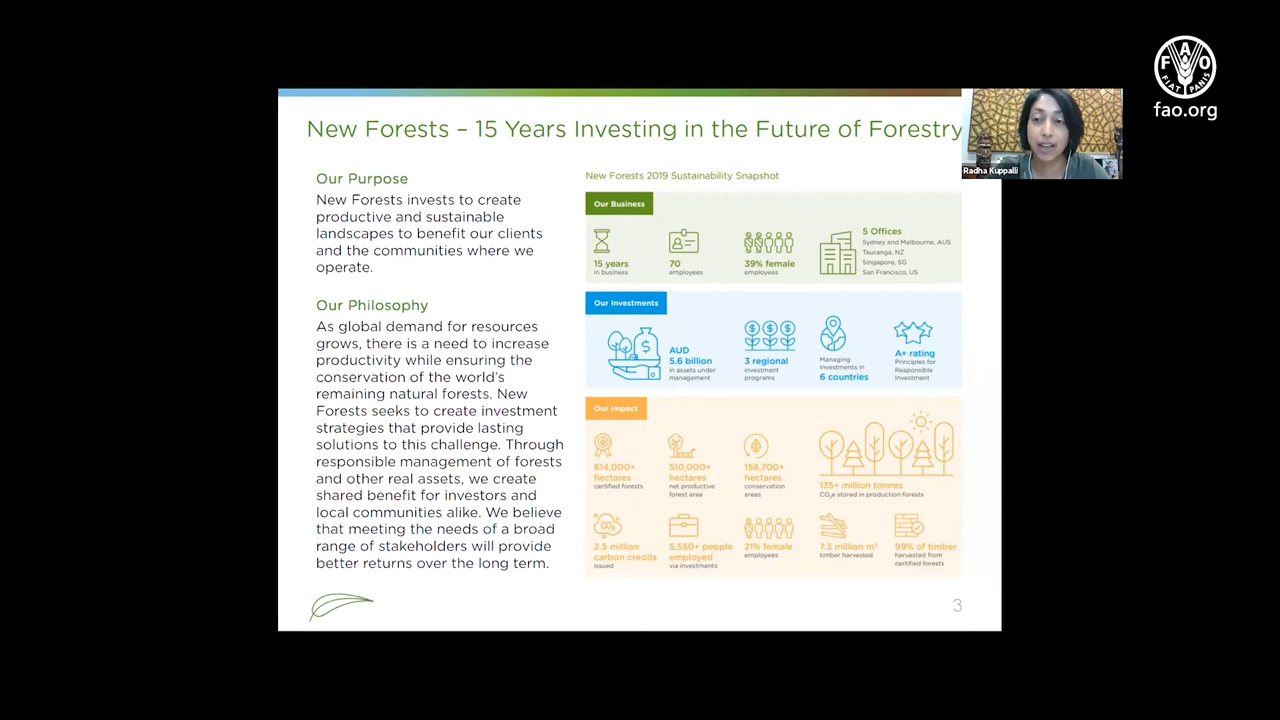 FAO
FIAT PANIS
fao.org
New Forests – 15 Years Investing in the Future of Forestry
Radha Kuppalli
Our Purpose
New Forests invests to create
productive and sustainable
landscapes to benefit our clients
and the communities where we
operate.
Our Philosophy
As global demand for resources
grows, there is a need to increase
productivity while ensuring the
conservation of the world's
remaining natural forests. New
Forests seeks to create investment
strategies that provide lasting
solutions to this challenge. Through
responsible management of forests
and other real assets, we create
shared benefit for investors and
local communities alike. We believe
that meeting the needs of a broad
range of stakeholders will provide
better returns over the long term.
New Forests 2019 Sustainability Snapshot
Our Business
15 years
in business
70
employees
39% female
employees
5 Offices
Sydney and Melbourne, AUS
Tauranga, NZ
Singapore, SG
San Francisco, US
Our Investments
$
AUD
5.6 billion
in assets under
management
$ $ $
3 regional
investment
programs
Managing
investments in
6 countries
A+ rating
Principles for
Responsible
Investment
Our Impact
614,000+
hectares
certified forests
510,000+
hectares
net productive
forest area
158,700+
hectares
conservation
areas
135+ million tonnes
CO₂e stored in production forests
CO₂
2.5 million
carbon credits
issued
5,550+ people
employed
via investments
21% female
employees
7.3 million m³
timber harvested
99% of timber
harvested from
certified forests
3